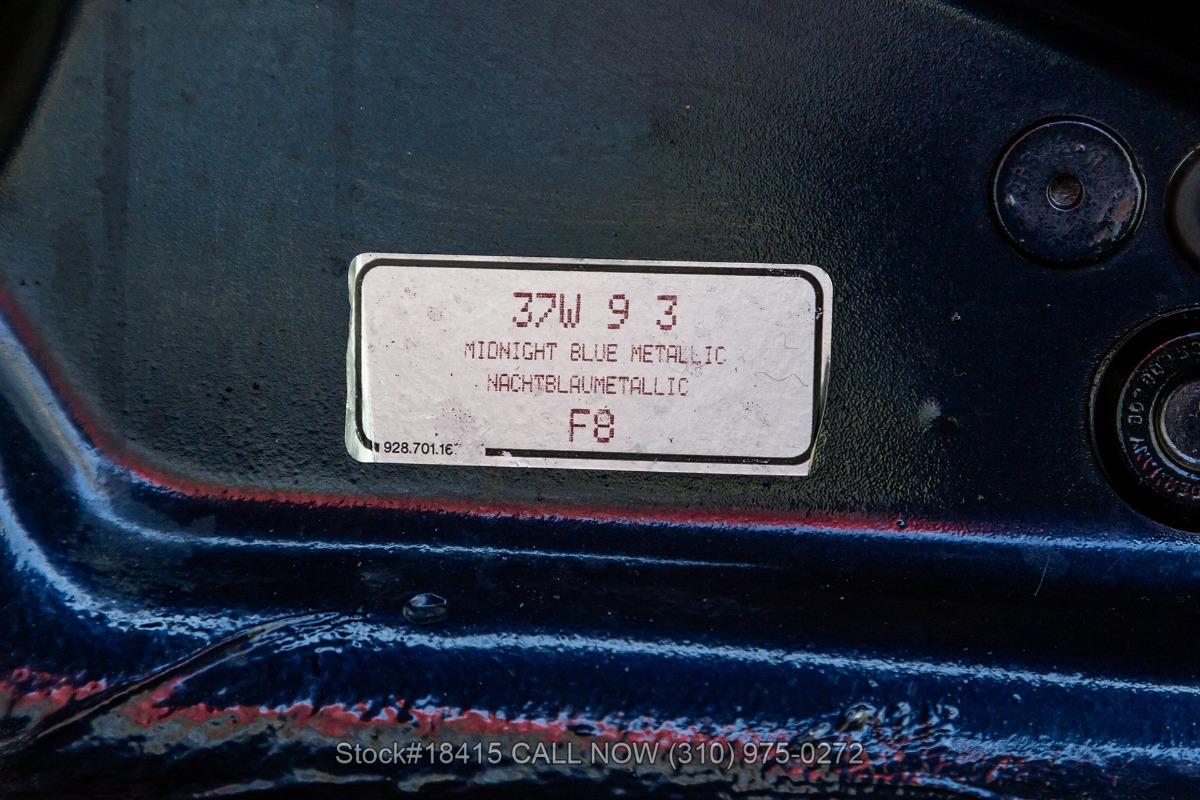 37W 9 3
MIDNIGHT BLUE METALLIC
NACHTBLAUMETALLIC
F8
928.701.16
Stock#18415 CALL NOW (310) 975-0272